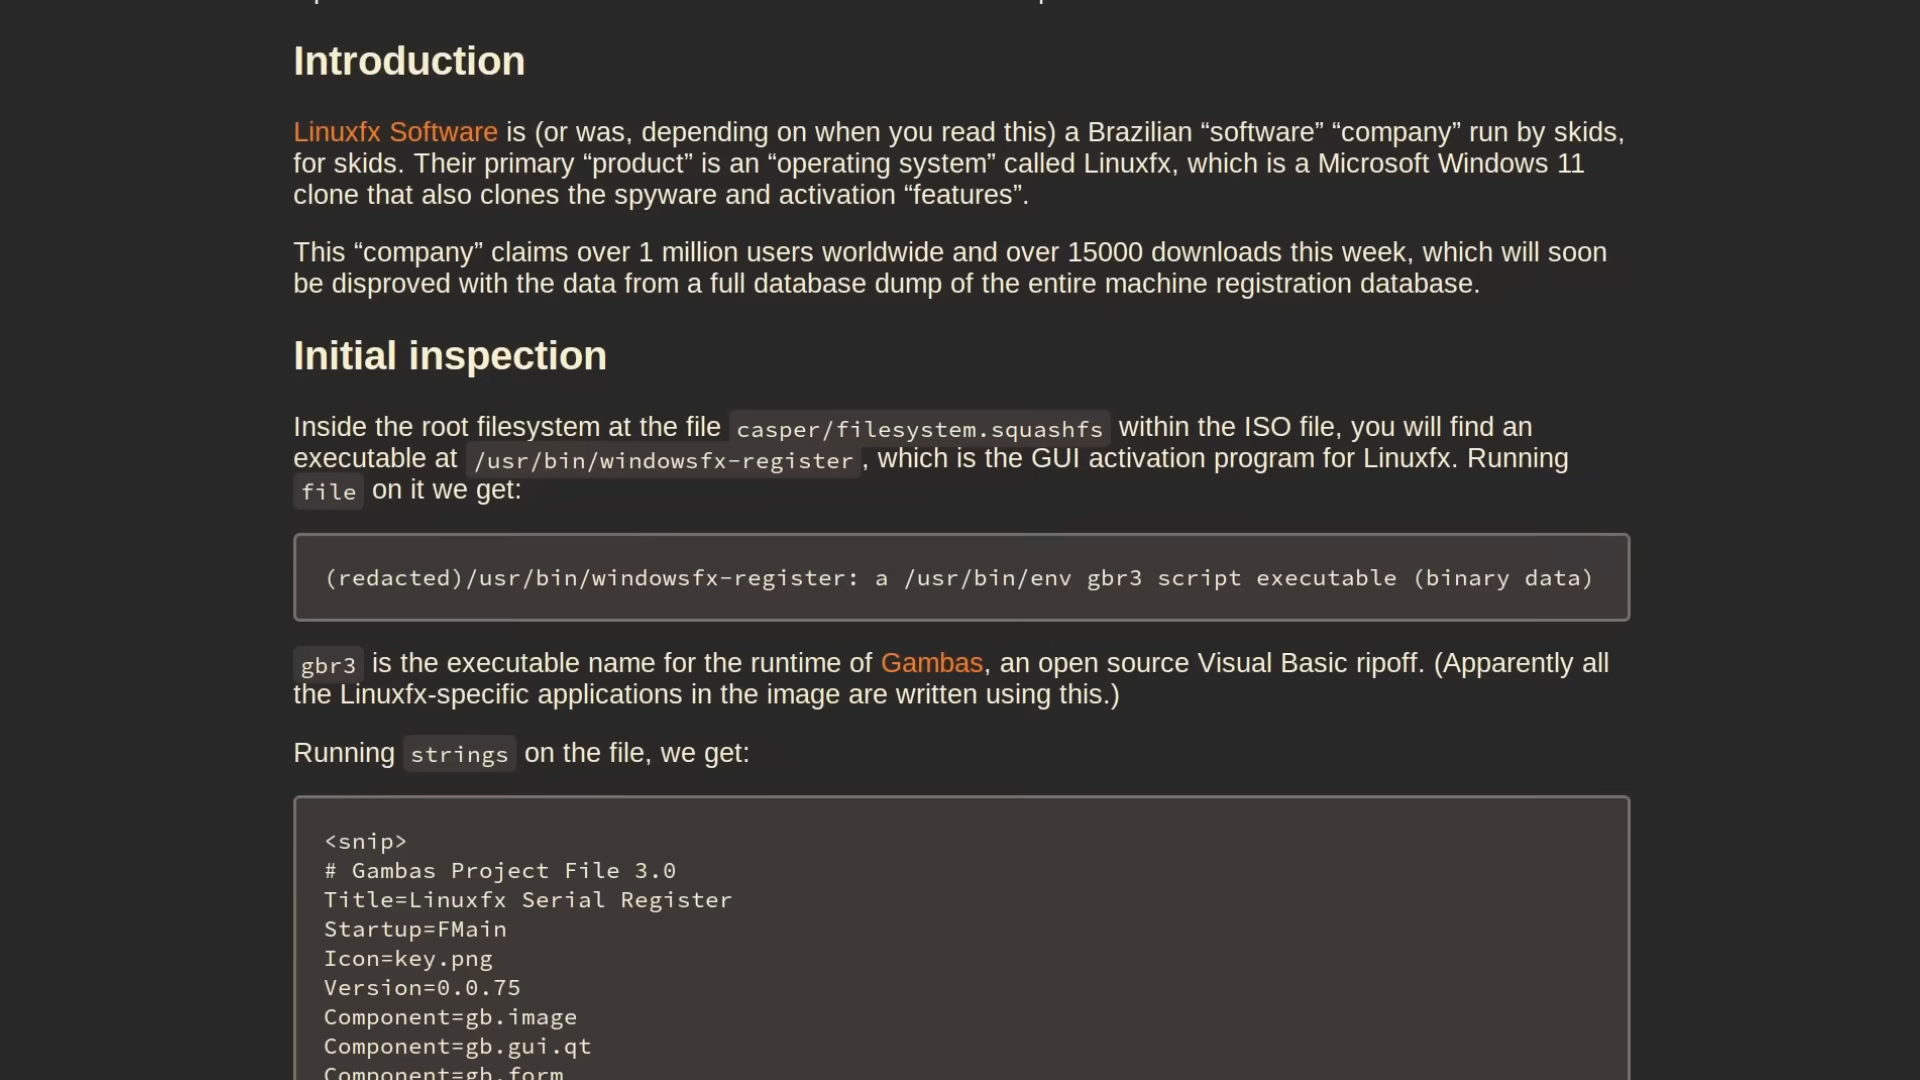 Introduction
Linuxfx Software is (or was, depending on when you read this) a Brazilian “software” “company” run by skids,
for skids. Their primary “product” is an “operating system” called Linuxfx, which is a Microsoft Windows 11
clone that also clones the spyware and activation “features”.
This “company” claims over 1 million users worldwide and over 15000 downloads this week, which will soon
be disproved with the data from a full database dump of the entire machine registration database.
Initial inspection
Inside the root filesystem at the file casper/filesystem.squashfs within the ISO file, you will find an
executable at /usr/bin/windowsfx-register, which is the GUI activation program for Linuxfx. Running
file on it we get:
(redacted)/usr/bin/windowsfx-register: a /usr/bin/env gbr3 script executable (binary data)
gbr3 is the executable name for the runtime of Gambas, an open source Visual Basic ripoff. (Apparently all
the Linuxfx-specific applications in the image are written using this.)
Running strings on the file, we get:
<snip>
# Gambas Project File 3.0
Title=Linuxfx Serial Register
Startup=FMain
Icon=key.png
Version=0.0.75
Component=gb.image
Component=gb.gui.qt
Component=gb.form